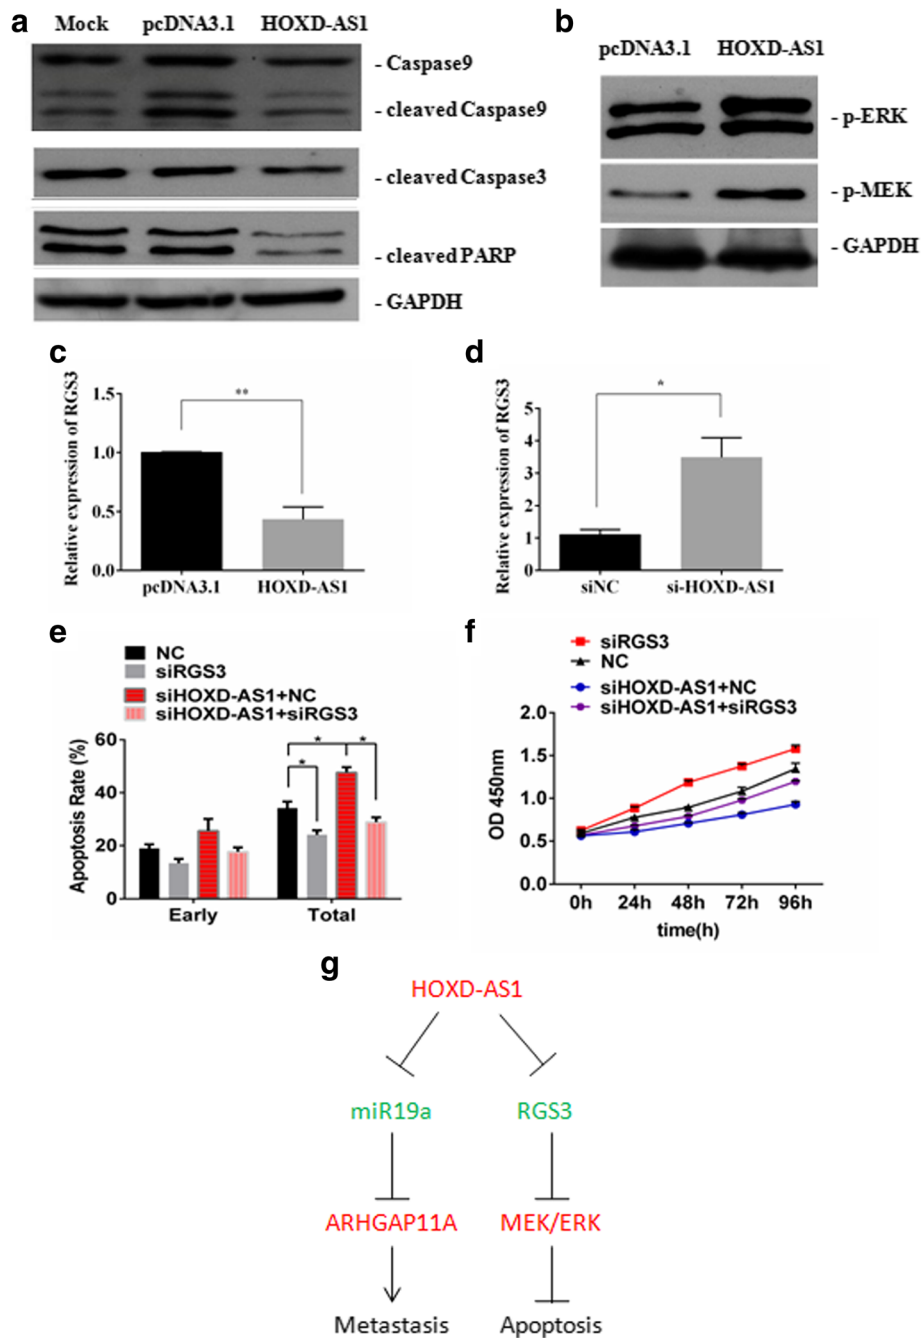 a
Mock pcDNA3.1 HOXD-AS1
- Caspase9
- cleaved Caspase9
- cleaved Caspase3
- cleaved PARP
- GAPDH
b
pcDNA3.1 HOXD-AS1
- p-ERK
- p-MEK
- GAPDH
c
Relative expression of RGS3
1.5
1.0
0.5
0.0
**
pcDNA3.1 HOXD-AS1
d
Relative expression of RGS3
5
4
3
2
1
0
*
siNC si-HOXD-AS1
e
NC
siRGS3
siHOXD-AS1+NC
siHOXD-AS1+siRGS3
Apoptosis Rate (%)
60
40
20
0
* *
*
Early Total
f
siRGS3
NC
siHOXD-AS1+NC
siHOXD-AS1+siRGS3
OD 450nm
2.0
1.5
1.0
0.5
0.0
0h 24h 48h 72h 96h
time(h)
g
HOXD-AS1
miR19a RGS3
ARHGAP11A MEK/ERK
Metastasis Apoptosis